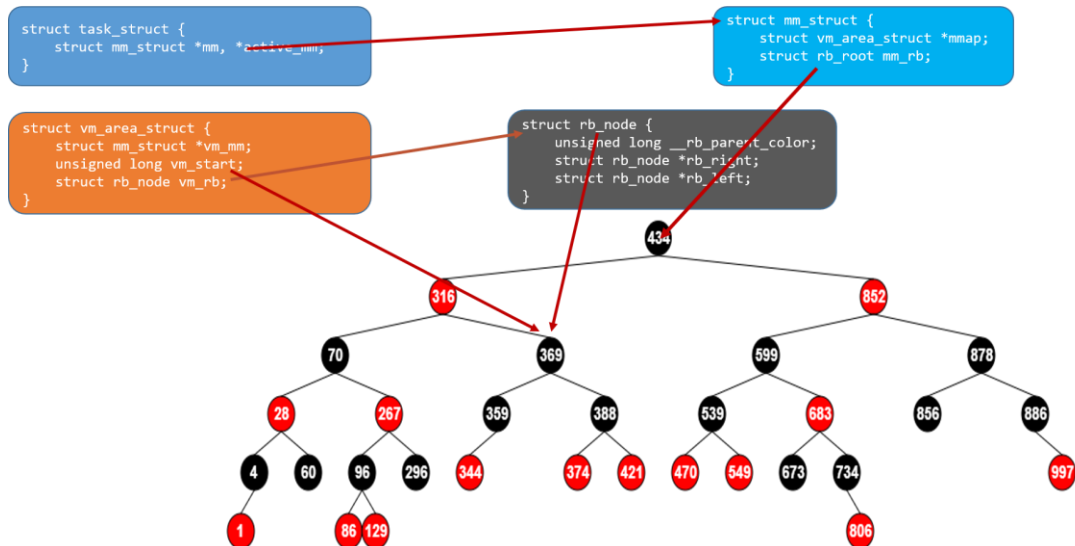 struct task_struct {
struct mm_struct *mm, *active_mm;
}
struct mm_struct {
struct vm_area_struct *mmap;
struct rb_root mm_rb;
}
struct vm_area_struct {
struct mm_struct *vm_mm;
unsigned long vm_start;
struct rb_node vm_rb;
}
struct rb_node {
unsigned long __rb_parent_color;
struct rb_node *rb_right;
struct rb_node *rb_left;
}
434
316 852
70 369 599 878
28 267 359 388 539 683 856 886
4 60 96 296 344 374 421 470 549 673 734 997
1 86 129 806